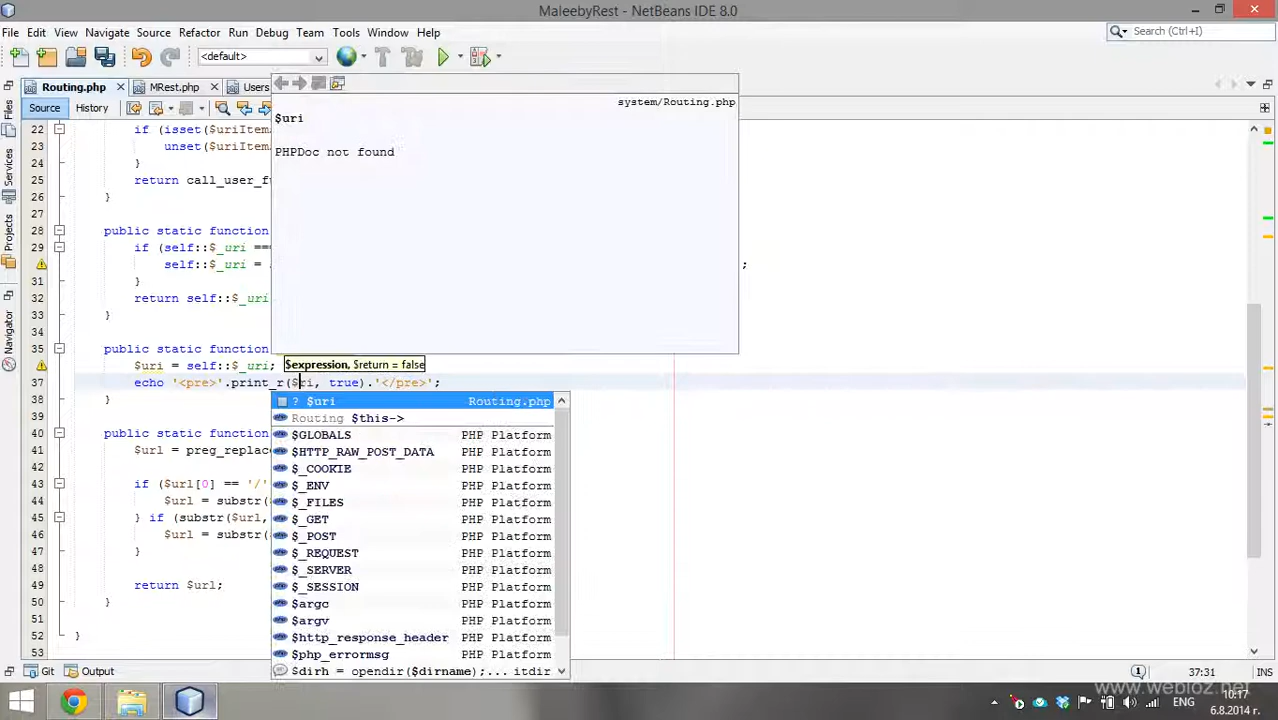 MaleebyRest - NetBeans IDE 8.0
File Edit View Navigate Source Refactor Run Debug Team Tools Window Help
Search (Ctrl+I)
<default>
Routing.php MRest.php Users
Source History
system/Routing.php
$uri
PHPDoc not found
Files
Services
Projects
Navigator
22 if (isset($uriItem
23 unset($uriItem
24 }
25 return call_user_f
26 }
27
28 public static function
29 if (self::$_uri ==
self::$_uri = ;
31 }
32 return self::$_uri
33 }
34
35 public static function
$uri = self::$_uri;
$expression, $return = false
37 echo '<pre>'.print_r($ri, true).'</pre>';
38 }
39
40 public static function
41 $url = preg_replac
42
43 if ($url[0] == '/'
44 $url = substr(
45 } if (substr($url,
46 $url = substr(
47 }
48
49 return $url;
50 }
51
52 }
53
? $uri Routing.php
Routing $this->
$GLOBALS PHP Platform
$HTTP_RAW_POST_DATA PHP Platform
$_COOKIE PHP Platform
$_ENV PHP Platform
$_FILES PHP Platform
$_GET PHP Platform
$_POST PHP Platform
$_REQUEST PHP Platform
$_SERVER PHP Platform
$_SESSION PHP Platform
$argc PHP Platform
$argv PHP Platform
$http_response_header PHP Platform
$php_errormsg PHP Platform
$dirh = opendir($dirname);... itdir
Git Output
37:31 INS
www.webloz.net
ENG
10:17
6.8.2014 г.